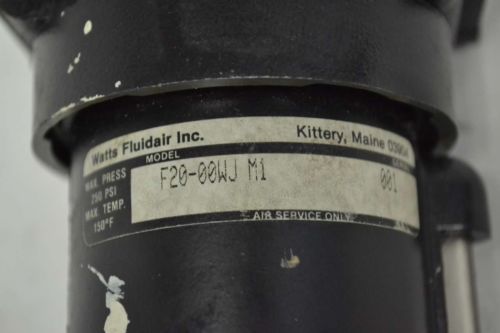 Watts Fluidair Inc. Kittery, Maine 03904
MAX. PRESS
250 PSI
MAX. TEMP.
150°F
MODEL
F20-00WJ M1 001
AIR SERVICE ONLY